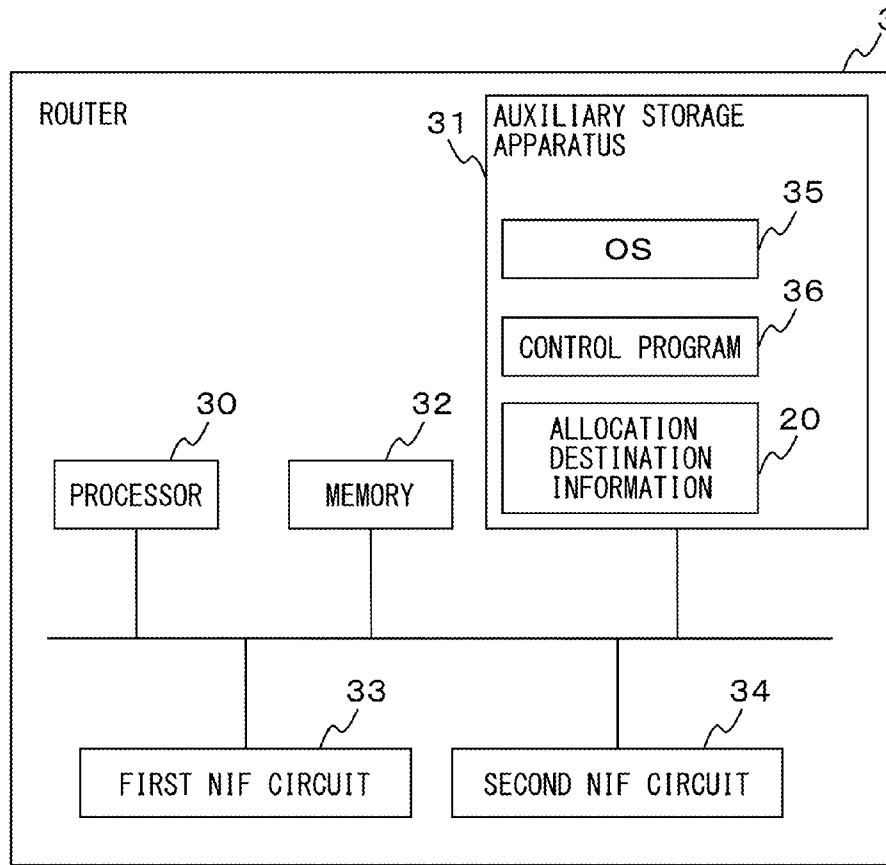 3
ROUTER
31
AUXILIARY STORAGE
APPARATUS
35
OS
36
CONTROL PROGRAM
30
32
20
PROCESSOR
MEMORY
ALLOCATION
DESTINATION
INFORMATION
33
34
FIRST NIF CIRCUIT
SECOND NIF CIRCUIT